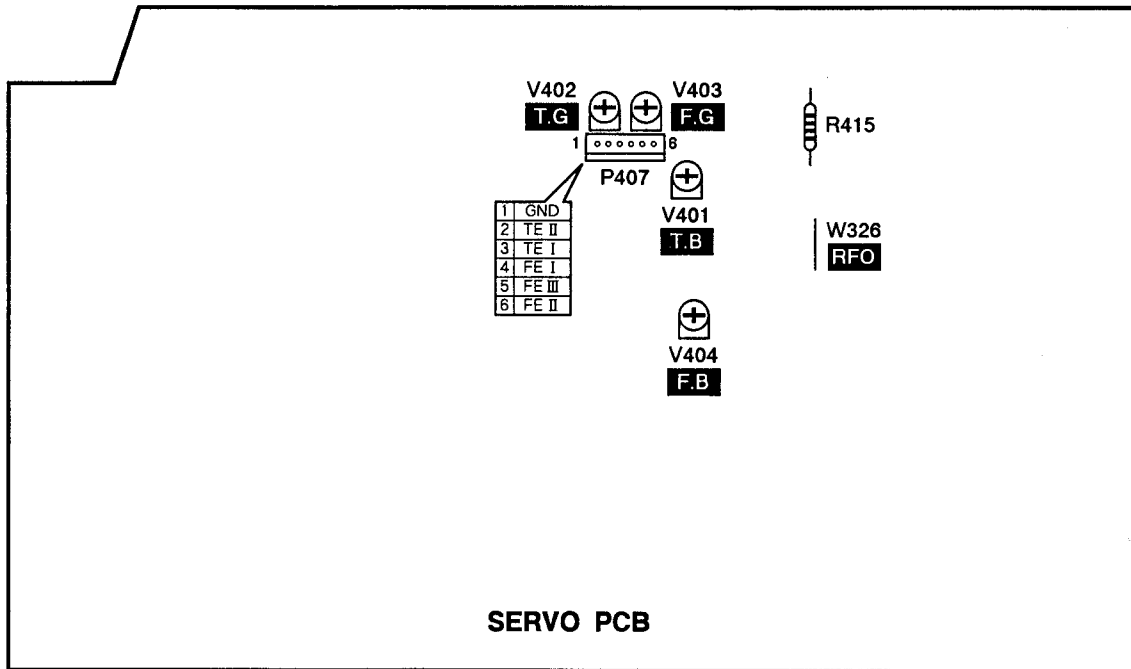 V402
T.G
V403
F.G
R415
1
6
P407
V401
T.B
W326
RFO
1 GND
2 TE II
3 TE I
4 FE I
5 FE III
6 FE II
V404
F.B
SERVO PCB